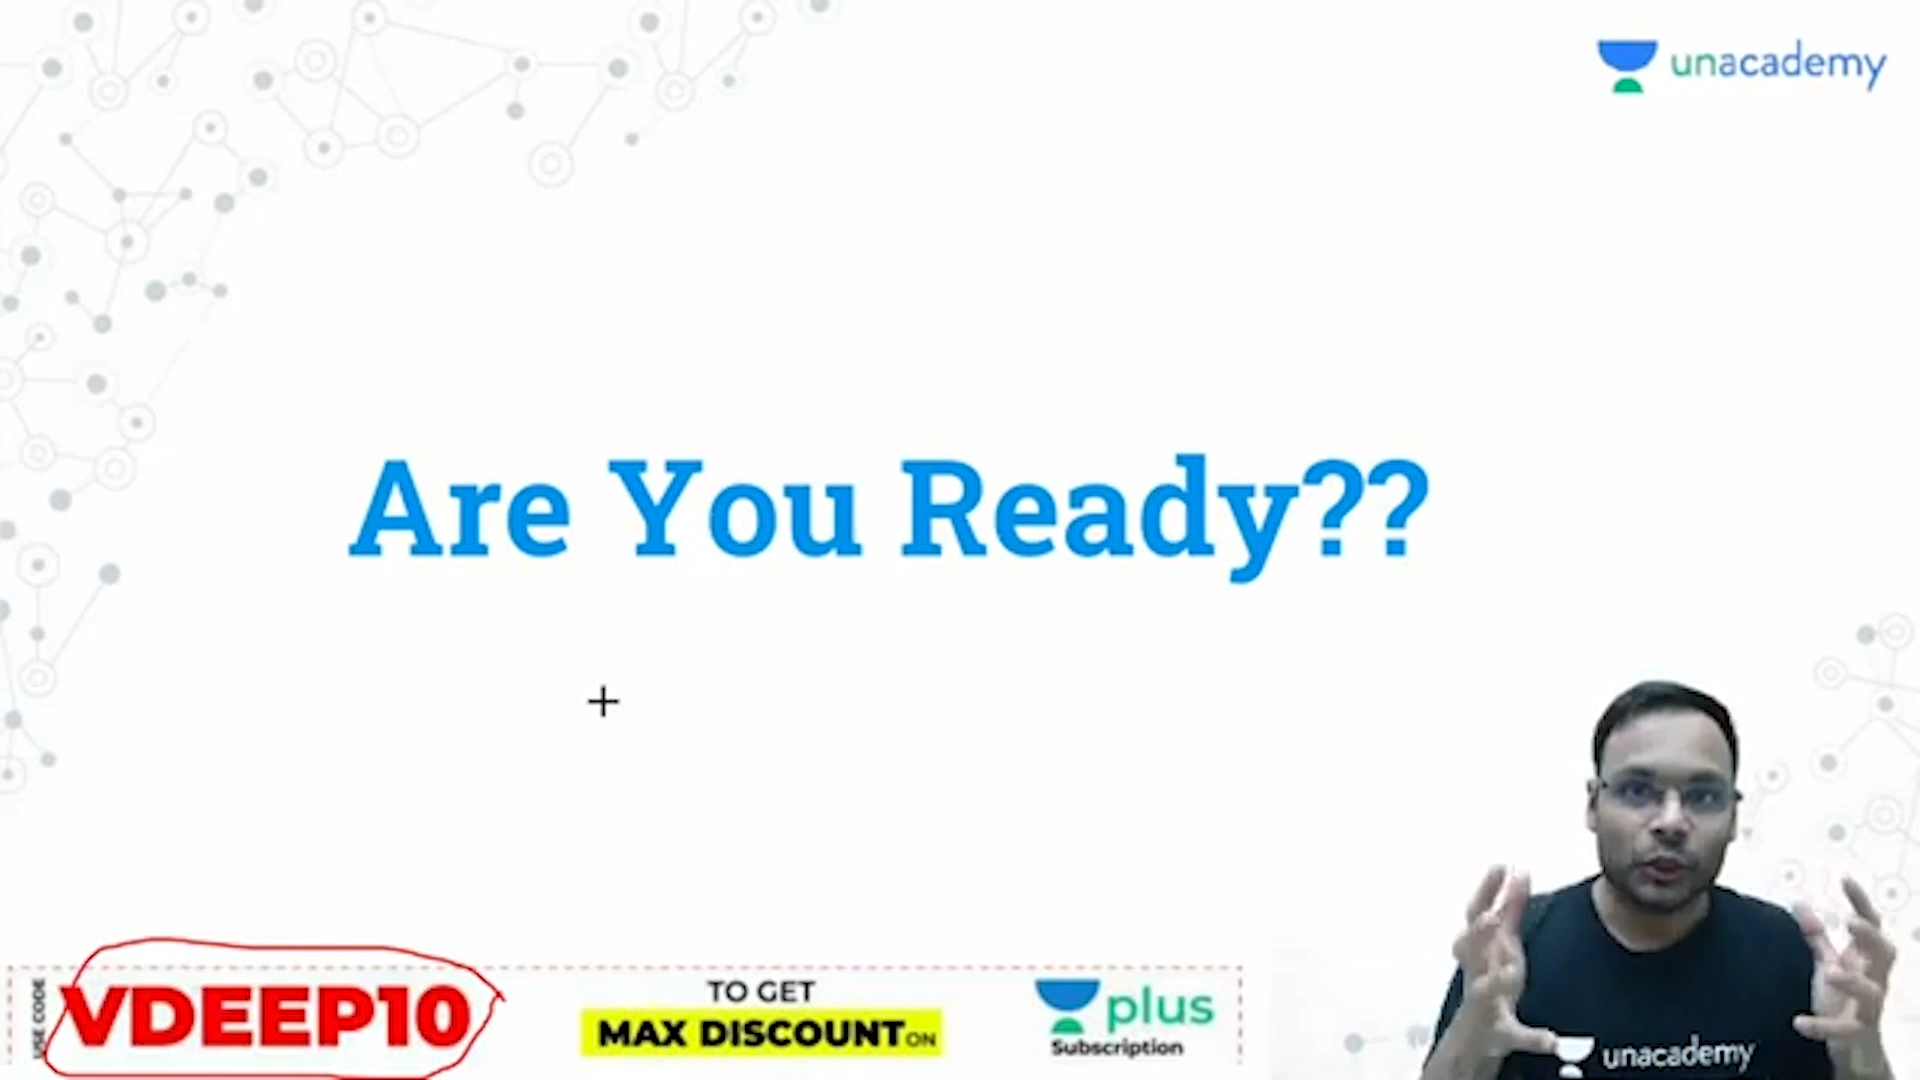 unacademy
Are You Ready??
USE CODE
VDEEP10
TO GET
MAX DISCOUNT ON
plus
Subscription
unacademy